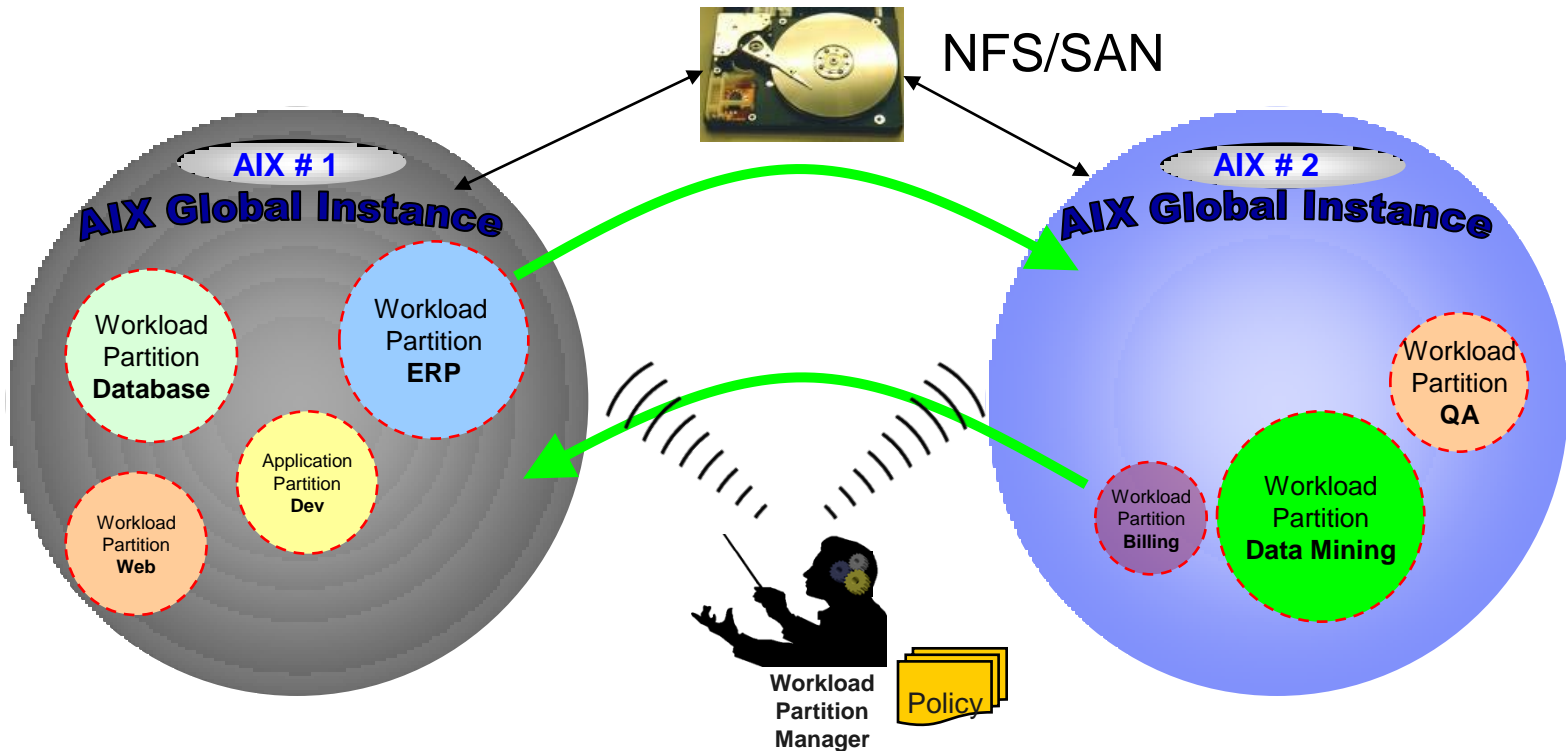 NFS/SAN
AIX # 1
AIX Global Instance
Workload
Partition
Database
Workload
Partition
ERP
Application
Partition
Dev
Workload
Partition
Web
AIX # 2
AIX Global Instance
Workload
Partition
QA
Workload
Partition
Billing
Workload
Partition
Data Mining
Workload
Partition
Manager
Policy